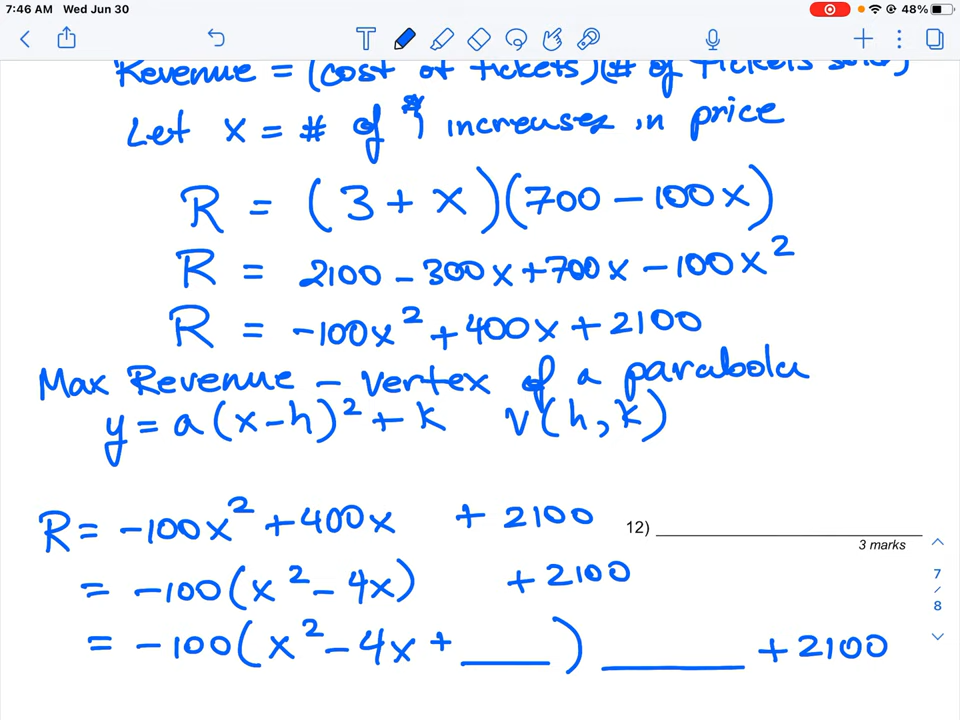 7:46 AM Wed Jun 30 48%
Revenue = (cost of tickets)(# of tickets sold)
Let x = # of $1 increases in price
R = (3 + x)(700 - 100x)
R = 2100 - 300x + 700x - 100x²
R = -100x² + 400x + 2100
Max Revenue - Vertex of a parabola
y = a(x-h)² + k V(h, k)
R = -100x² + 400x + 2100
12) ____________
3 marks
= -100(x² - 4x) + 2100
7
/
8
= -100(x² - 4x + ____) ______ + 2100